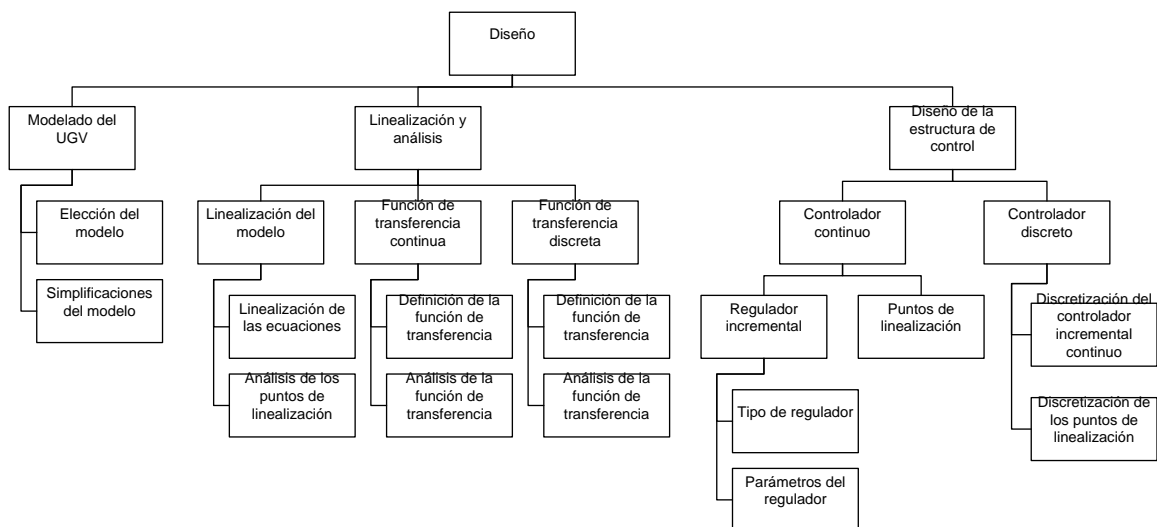 Diseño
Modelado del
UGV
Linealización y
análisis
Diseño de la
estructura de
control
Elección del
modelo
Simplificaciones
del modelo
Linealización del
modelo
Función de
transferencia
continua
Función de
transferencia
discreta
Linealización de
las ecuaciones
Análisis de los
puntos de
linealización
Definición de la
función de
transferencia
Análisis de la
función de
transferencia
Definición de la
función de
transferencia
Análisis de la
función de
transferencia
Controlador
continuo
Controlador
discreto
Regulador
incremental
Puntos de
linealización
Tipo de regulador
Parámetros del
regulador
Discretización del
controlador
incremental
continuo
Discretización de
los puntos de
linealización